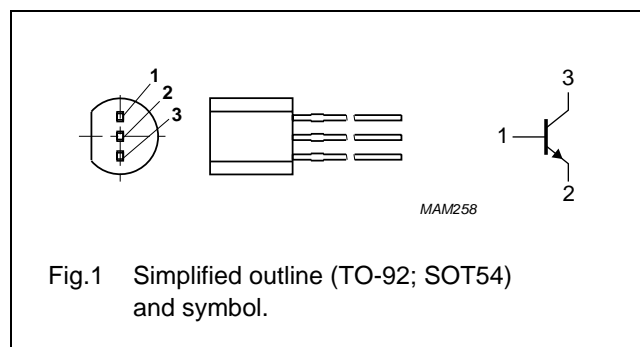 1
2
3
3
1
2
MAM258
Fig.1 Simplified outline (TO-92; SOT54)
and symbol.